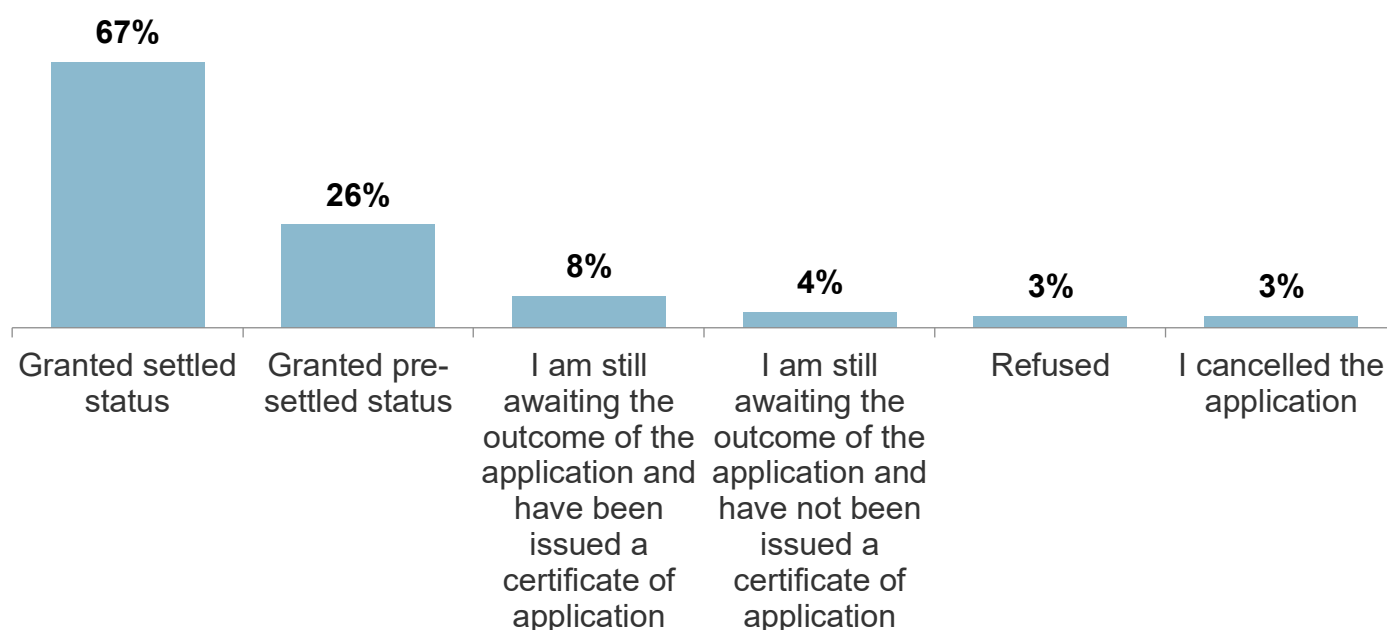 67%
26%
8%
4%
3%
3%
Granted settled
status
Granted pre-
settled status
I am still
awaiting the
outcome of the
application and
have been
issued a
certificate of
application
I am still
awaiting the
outcome of the
application and
have not been
issued a
certificate of
application
Refused
I cancelled the
application